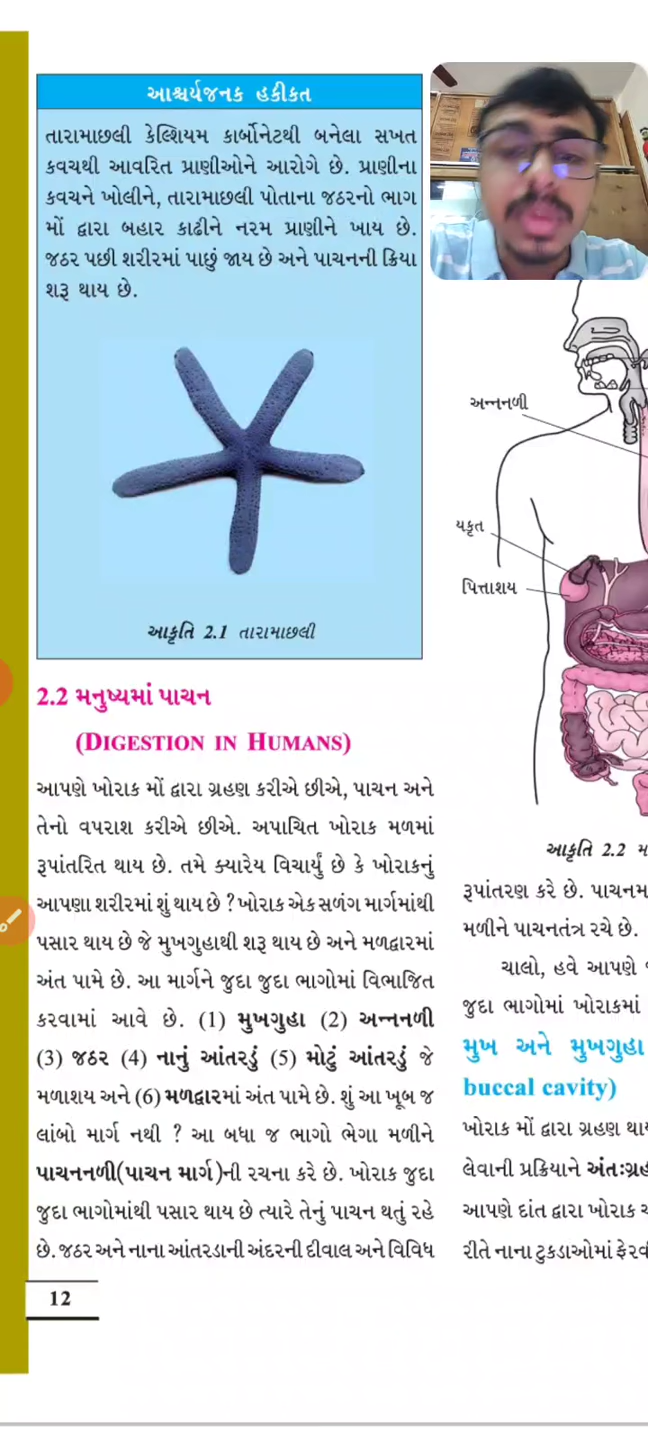 આશ્ચર્યજનક હકીકત
તારામાછલી કેલ્શિયમ કાર્બોનેટથી બનેલા સખત
કવચથી આવરિત પ્રાણીઓને આરોગે છે. પ્રાણીના
કવચને ખોલીને, તારામાછલી પોતાના જઠરનો ભાગ
મોં દ્વારા બહાર કાઢીને નરમ પ્રાણીને ખાય છે.
જઠર પછી શરીરમાં પાછું જાય છે અને પાચનની ક્રિયા
શરૂ થાય છે.
આકૃતિ 2.1 તારામાછલી
2.2 મનુષ્યમાં પાચન
(DIGESTION IN HUMANS)
આપણે ખોરાક મોં દ્વારા ગ્રહણ કરીએ છીએ, પાચન અને
તેનો વપરાશ કરીએ છીએ. અપાચિત ખોરાક મળમાં
રૂપાંતરિત થાય છે. તમે ક્યારેય વિચાર્યું છે કે ખોરાકનું
આપણા શરીરમાં શું થાય છે ? ખોરાક એક સળંગ માર્ગમાંથી
પસાર થાય છે જે મુખગુહાથી શરૂ થાય છે અને મળદ્વારમાં
અંત પામે છે. આ માર્ગને જુદા જુદા ભાગોમાં વિભાજિત
કરવામાં આવે છે. (1) મુખગુહા (2) અન્નનળી
(3) જઠર (4) નાનું આંતરડું (5) મોટું આંતરડું જે
મળાશય અને (6) મળદ્વારમાં અંત પામે છે. શું આ ખૂબ જ
લાંબો માર્ગ નથી ? આ બધા જ ભાગો ભેગા મળીને
પાચનનળી(પાચન માર્ગ)ની રચના કરે છે. ખોરાક જુદા
જુદા ભાગોમાંથી પસાર થાય છે ત્યારે તેનું પાચન થતું રહે
છે. જઠર અને નાના આંતરડાની અંદરની દીવાલ અને વિવિધ
12
અન્નનળી
યકૃત
પિત્તાશય
આકૃતિ 2.2
રૂપાંતરણ કરે છે.
મળીને પાચનતંત્ર રચે છે.
ચાલો, હવે આપણે
જુદા ભાગોમાં ખોરાકમાં
મુખ અને મુખગુહા
buccal cavity)
ખોરાક મોં દ્વારા ગ્રહણ
લેવાની પ્રક્રિયાને
આપણે દાંત દ્વારા ખોરાક
રીતે નાના ટુકડાઓમાં